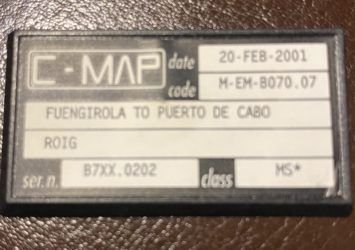 C-MAP date 20-FEB-2001
code M-EM-B070.07
FUENGIROLA TO PUERTO DE CABO
ROIG
ser.n. B7XX.0202 class MS*